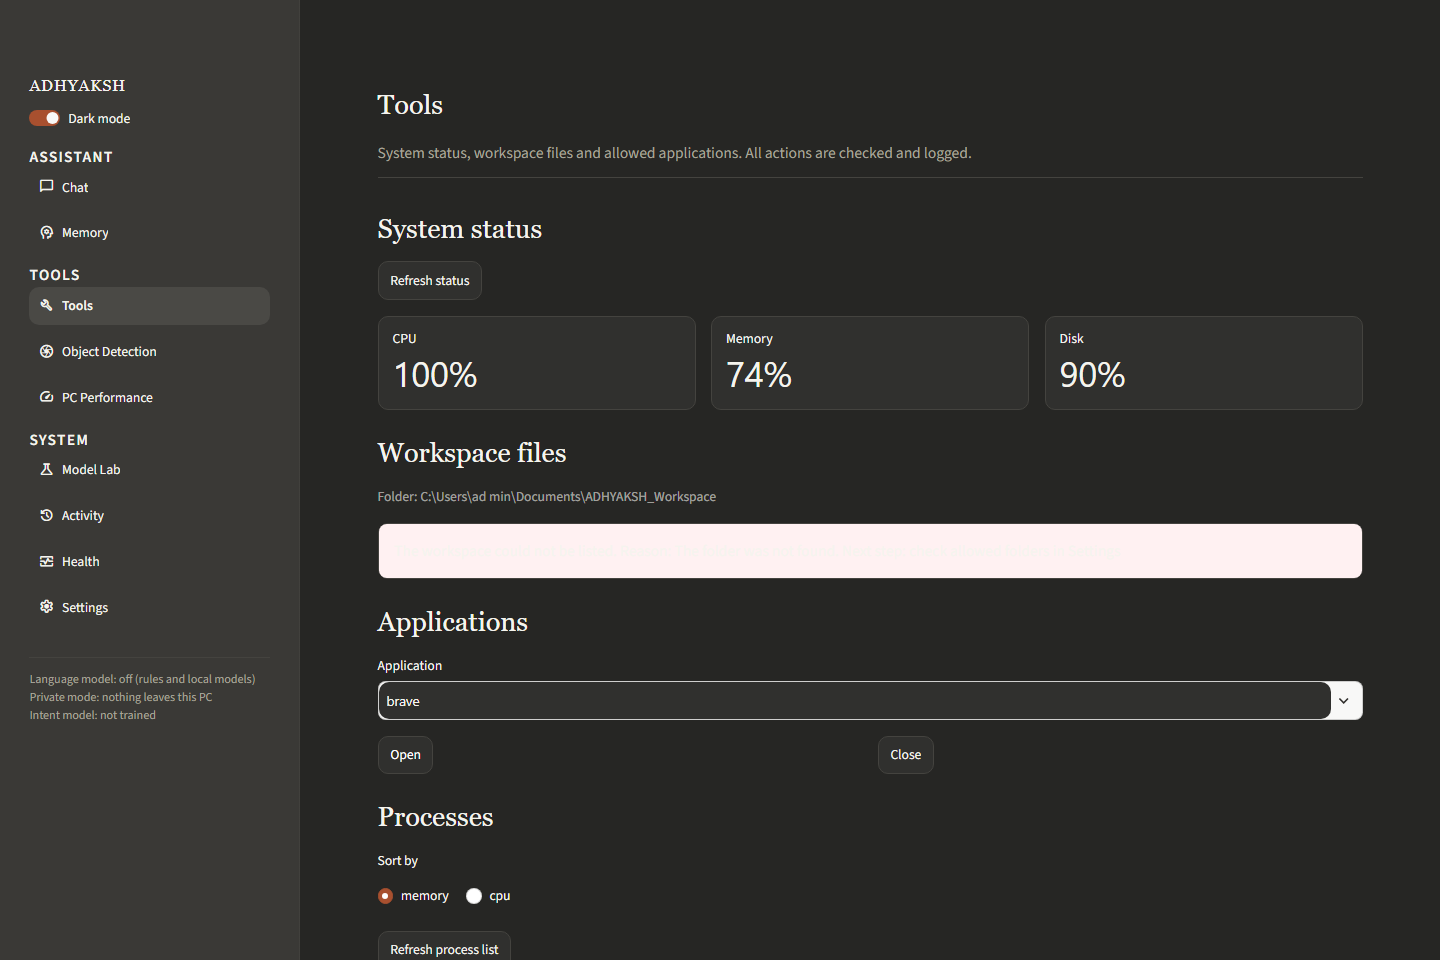 ADHYAKSH
Dark mode
ASSISTANT
Chat
Memory
TOOLS
Tools
Object Detection
PC Performance
SYSTEM
Model Lab
Activity
Health
Settings
Language model: off (rules and local models)
Private mode: nothing leaves this PC
Intent model: not trained
Tools
System status, workspace files and allowed applications. All actions are checked and logged.
System status
Refresh status
CPU
100%
Memory
74%
Disk
90%
Workspace files
Folder: C:\Users\ad min\Documents\ADHYAKSH_Workspace
Applications
Application
brave
Open
Close
Processes
Sort by
memory
cpu
Refresh process list